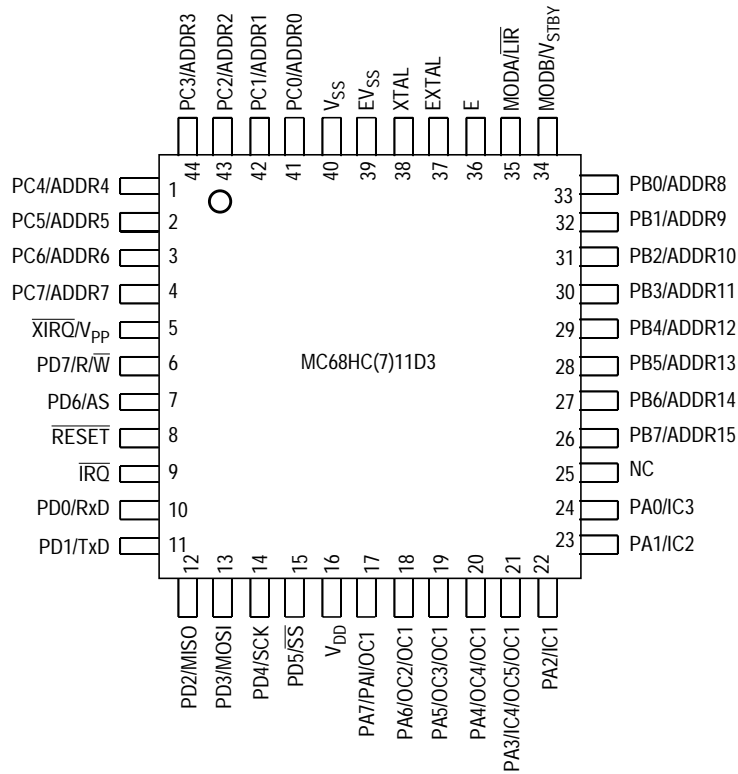 PC3/ADDR3
PC2/ADDR2
PC1/ADDR1
PC0/ADDR0
VSS
EVSS
XTAL
EXTAL
E
MODA/L̅I̅R̅
MODB/VSTBY
44
43
42
41
40
39
38
37
36
35
34
PC4/ADDR4 1
PC5/ADDR5 2
PC6/ADDR6 3
PC7/ADDR7 4
X̅I̅R̅Q̅/VPP 5
PD7/R/W̅ 6
PD6/AS 7
R̅E̅S̅E̅T̅ 8
I̅R̅Q̅ 9
PD0/RxD 10
PD1/TxD 11
MC68HC(7)11D3
33 PB0/ADDR8
32 PB1/ADDR9
31 PB2/ADDR10
30 PB3/ADDR11
29 PB4/ADDR12
28 PB5/ADDR13
27 PB6/ADDR14
26 PB7/ADDR15
25 NC
24 PA0/IC3
23 PA1/IC2
12
13
14
15
16
17
18
19
20
21
22
PD2/MISO
PD3/MOSI
PD4/SCK
PD5/S̅S̅
VDD
PA7/PAI/OC1
PA6/OC2/OC1
PA5/OC3/OC1
PA4/OC4/OC1
PA3/IC4/OC5/OC1
PA2/IC1